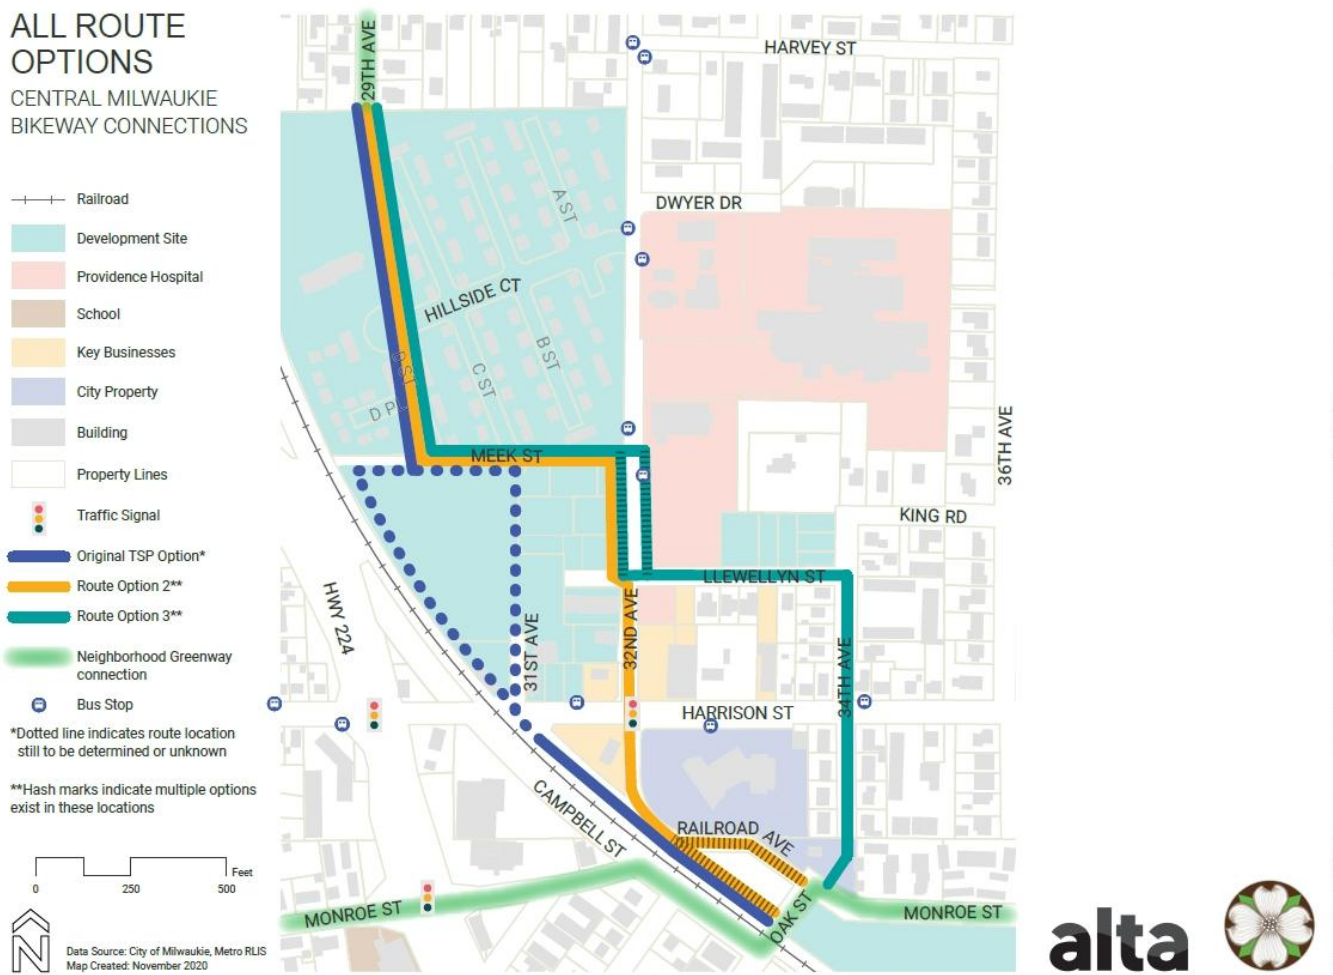 ALL ROUTE
OPTIONS
CENTRAL MILWAUKIE
BIKEWAY CONNECTIONS
Railroad
Development Site
Providence Hospital
School
Key Businesses
City Property
Building
Property Lines
Traffic Signal
Original TSP Option*
Route Option 2**
Route Option 3**
Neighborhood Greenway
connection
Bus Stop
*Dotted line indicates route location
still to be determined or unknown
**Hash marks indicate multiple options
exist in these locations
Feet
0 250 500
N
Data Source: City of Milwaukie, Metro RLIS
Map Created: November 2020
29TH AVE
HARVEY ST
DWYER DR
A ST
HILLSIDE CT
B ST
C ST
D ST
D PL
MEEK ST
36TH AVE
KING RD
LLEWELLYN ST
HWY 224
31ST AVE
32ND AVE
34TH AVE
HARRISON ST
CAMPBELL ST
RAILROAD AVE
OAK ST
MONROE ST
MONROE ST
alta